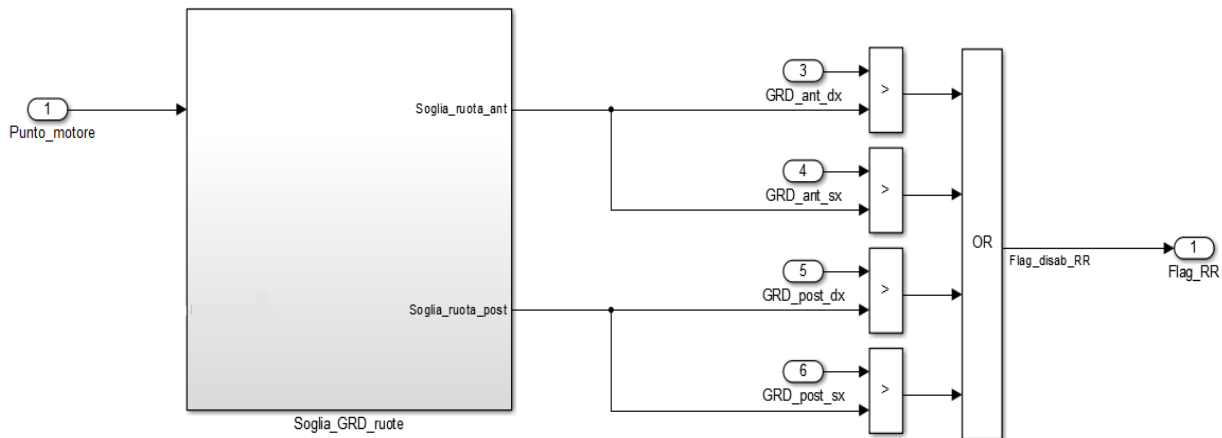 1
Punto_motore
Soglia_ruota_ant
Soglia_ruota_post
Soglia_GRD_ruote
3
GRD_ant_dx
>
4
GRD_ant_sx
>
5
GRD_post_dx
>
6
GRD_post_sx
>
OR
Flag_disab_RR
1
Flag_RR